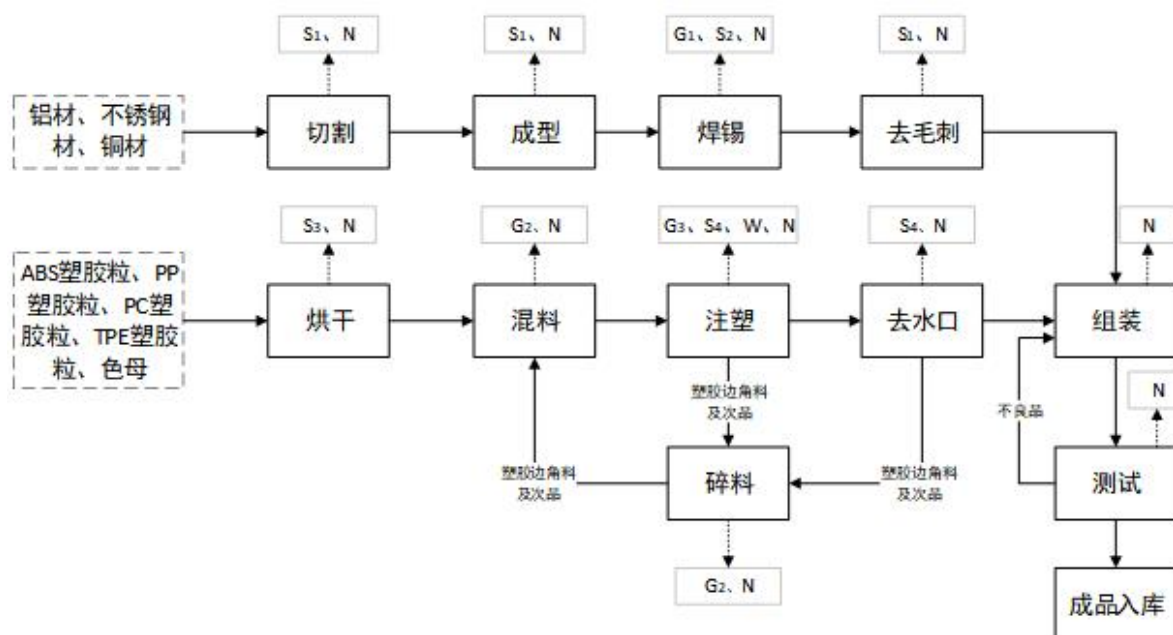 S1、N
S1、N
G1、S2、N
S1、N
铝材、不锈钢
材、铜材
切割
成型
焊锡
去毛刺
S3、N
G2、N
G3、S4、W、N
S4、N
N
ABS塑胶粒、PP
塑胶粒、PC塑
胶粒、TPE塑胶
粒、色母
烘干
混料
注塑
去水口
组装
塑胶边角料
及次品
不良品
N
塑胶边角料
及次品
碎料
塑胶边角料
及次品
测试
G2、N
成品入库